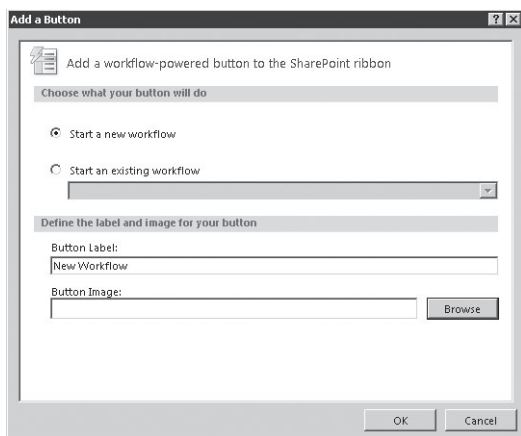 Add a Button
Add a workflow-powered button to the SharePoint ribbon
Choose what your button will do
Start a new workflow
Start an existing workflow
Define the label and image for your button
Button Label:
New Workflow
Button Image:
Browse
OK Cancel